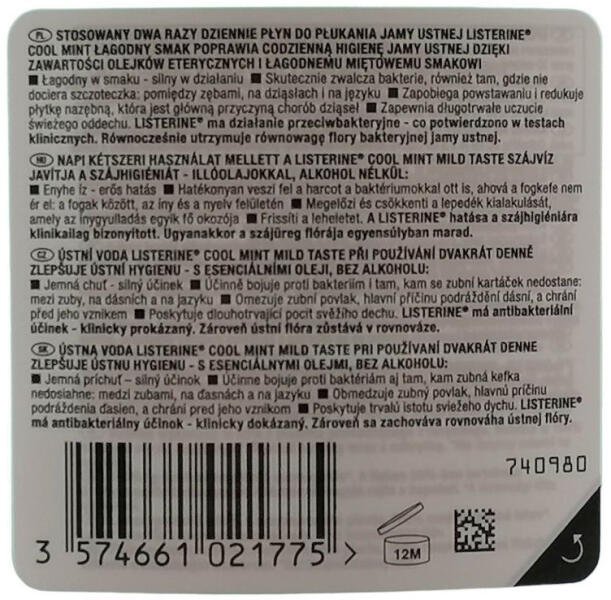 PL STOSOWANY DWA RAZY DZIENNIE PŁYN DO PŁUKANIA JAMY USTNEJ LISTERINE®
COOL MINT ŁAGODNY SMAK POPRAWIA CODZIENNĄ HIGIENĘ JAMY USTNEJ DZIĘKI
ZAWARTOŚCI OLEJKÓW ETERYCZNYCH I ŁAGODNEMU MIĘTOWEMU SMAKOWI
■ Łagodny w smaku - silny w działaniu ■ Skutecznie zwalcza bakterie, również tam, gdzie nie
dociera szczoteczka: pomiędzy zębami, na dziąsłach i na języku ■ Zapobiega powstawaniu i redukuje
płytkę nazębną, która jest główną przyczyną chorób dziąseł ■ Zapewnia długotrwałe uczucie
świeżego oddechu. LISTERINE® ma działanie przeciwbakteryjne - co potwierdzono w testach
klinicznych. Równocześnie utrzymuje równowagę flory bakteryjnej jamy ustnej.
HU NAPI KÉTSZERI HASZNÁLAT MELLETT A LISTERINE® COOL MINT MILD TASTE SZÁJVÍZ
JAVÍTJA A SZÁJHIGIÉNIÁT - ILLÓOLAJOKKAL, ALKOHOL NÉLKÜL:
■ Enyhe íz - erős hatás ■ Hatékonyan veszi fel a harcot a baktériumokkal ott is, ahová a fogkefe nem
ér el: a fogak között, az íny és a nyelv felületén ■ Megelőzi és csökkenti a lepedék kialakulását,
amely az ínygyulladás egyik fő okozója ■ Frissíti a leheletet. A LISTERINE® hatása a szájhigiéniára
klinikailag bizonyított. Ugyanakkor a szájüreg flórája egyensúlyban marad.
CZ ÚSTNÍ VODA LISTERINE® COOL MINT MILD TASTE PŘI POUŽÍVÁNÍ DVAKRÁT DENNĚ
ZLEPŠUJE ÚSTNÍ HYGIENU - S ESENCIÁLNÍMI OLEJI, BEZ ALKOHOLU:
■ Jemná chuť - silný účinek ■ Účinně bojuje proti bakteriím i tam, kam se zubní kartáček nedostane:
mezi zuby, na dásních a na jazyku ■ Omezuje zubní povlak, hlavní příčinu podráždění dásní, a chrání
před jeho vznikem ■ Poskytuje dlouhotrvající pocit svěžího dechu. LISTERINE® má antibakteriální
účinek - klinicky prokázaný. Zároveň ústní flóra zůstává v rovnováze.
SK ÚSTNA VODA LISTERINE® COOL MINT MILD TASTE PRI POUŽÍVANÍ DVAKRÁT DENNE
ZLEPŠUJE ÚSTNU HYGIENU - S ESENCIÁLNYMI OLEJMI, BEZ ALKOHOLU:
■ Jemná príchuť – silný účinok ■ Účinne bojuje proti baktériám aj tam, kam zubná kefka
nedosiahne: medzi zubami, na ďasnách a na jazyku ■ Obmedzuje zubný povlak, hlavnú príčinu
podráždenia ďasien, a chráni pred jeho vznikom ■ Poskytuje trvalú istotu sviežeho dychu. LISTERINE®
má antibakteriálny účinok - klinicky dokázaný. Zároveň sa zachováva rovnováha ústnej flóry.
740980
12M
3 574661 021775 >